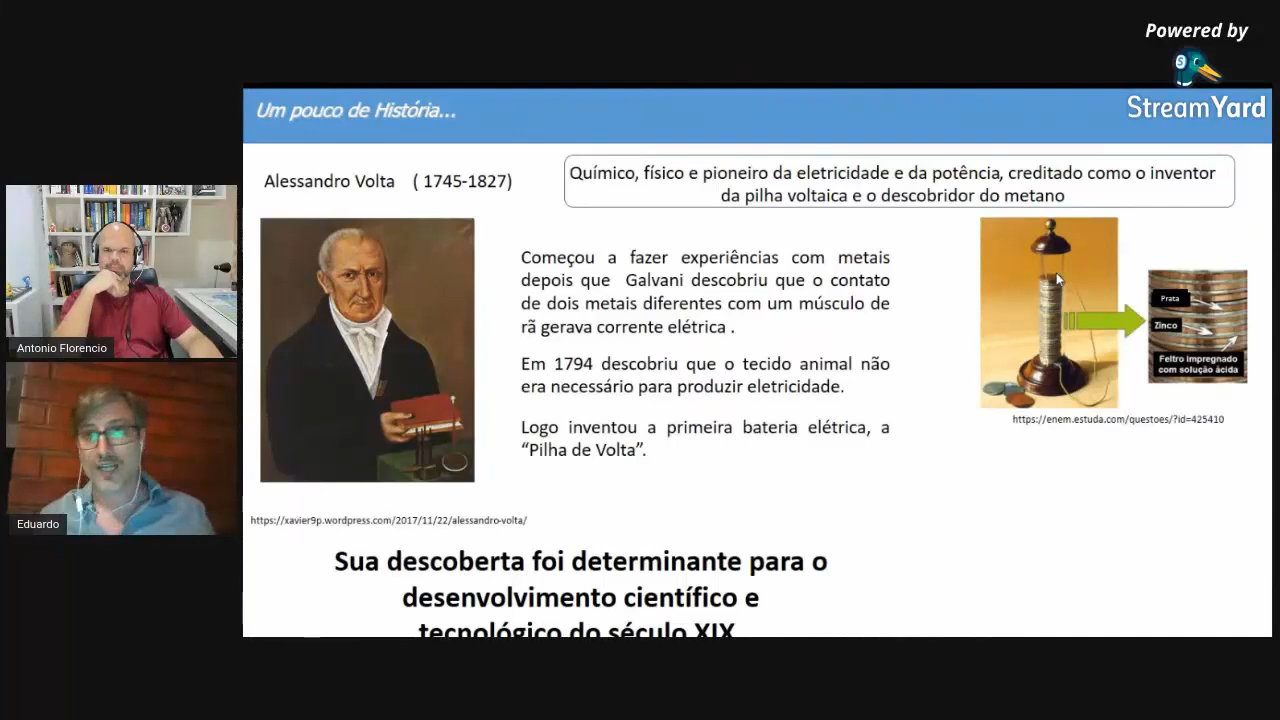 Powered by
StreamYard
Um pouco de História...
Alessandro Volta ( 1745-1827)
Químico, físico e pioneiro da eletricidade e da potência, creditado como o inventor
da pilha voltaica e o descobridor do metano
Começou a fazer experiências com metais
depois que Galvani descobriu que o contato
de dois metais diferentes com um músculo de
rã gerava corrente elétrica .
Em 1794 descobriu que o tecido animal não
era necessário para produzir eletricidade.
Logo inventou a primeira bateria elétrica, a
“Pilha de Volta”.
Prata
Zinco
Feltro impregnado
com solução ácida
https://enem.estuda.com/questoes/?id=425410
https://xavier9p.wordpress.com/2017/11/22/alessandro-volta/
Sua descoberta foi determinante para o
desenvolvimento científico e
tecnológico do século XIX
Antonio Florencio
Eduardo